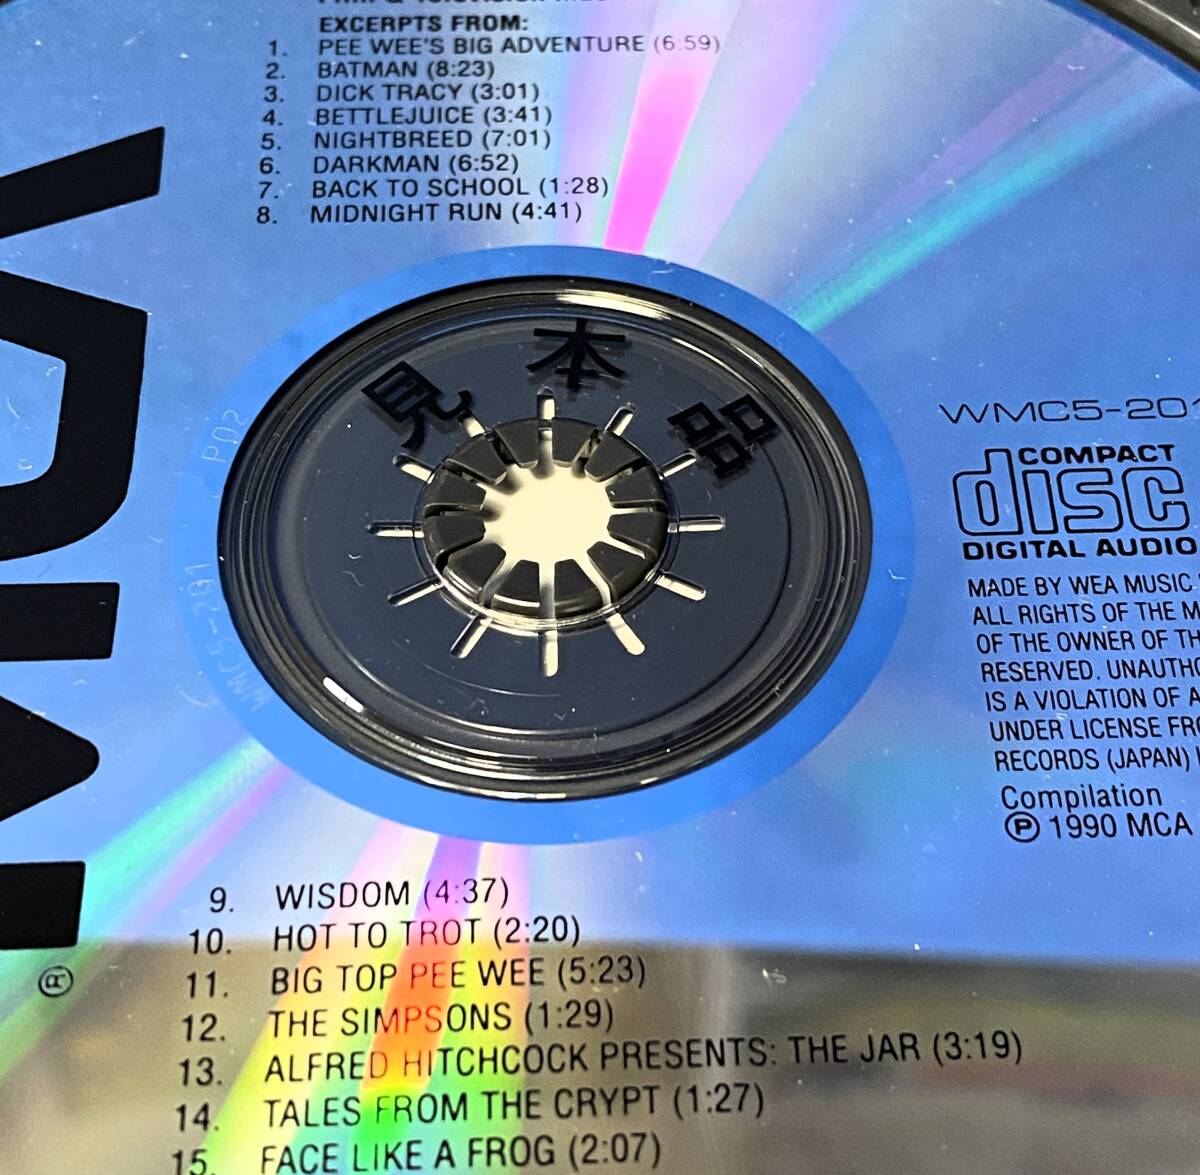 EXCERPTS FROM:
1. PEE WEE'S BIG ADVENTURE (6:59)
2. BATMAN (8:23)
3. DICK TRACY (3:01)
4. BETTLEJUICE (3:41)
5. NIGHTBREED (7:01)
6. DARKMAN (6:52)
7. BACK TO SCHOOL (1:28)
8. MIDNIGHT RUN (4:41)
見本品
WMC5-201
COMPACT
disc
DIGITAL AUDIO
MADE BY WEA MUSIC
ALL RIGHTS OF THE
OF THE OWNER OF
RESERVED.
IS A VIOLATION OF
UNDER LICENSE
RECORDS (JAPAN)
Compilation
℗ 1990 MCA
9. WISDOM (4:37)
10. HOT TO TROT (2:20)
11. BIG TOP PEE WEE (5:23)
12. THE SIMPSONS (1:29)
13. ALFRED HITCHCOCK PRESENTS: THE JAR (3:19)
14. TALES FROM THE CRYPT (1:27)
15. FACE LIKE A FROG (2:07)
MCA
®